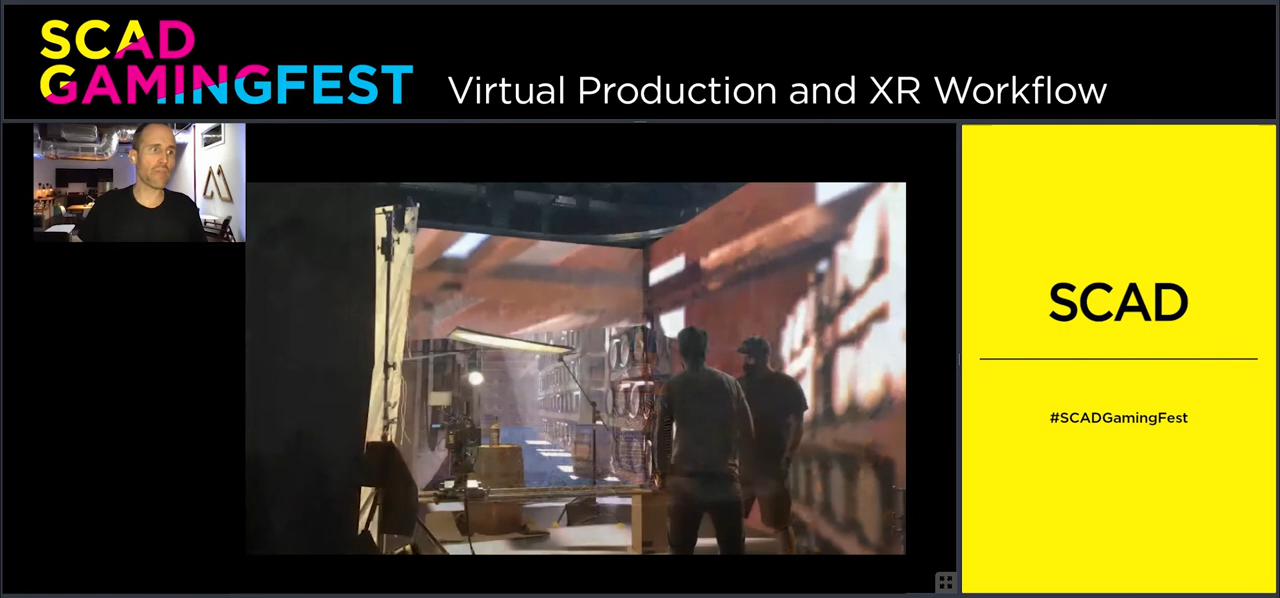 SCAD
GAMINGFEST
Virtual Production and XR Workflow
SCAD
#SCADGamingFest